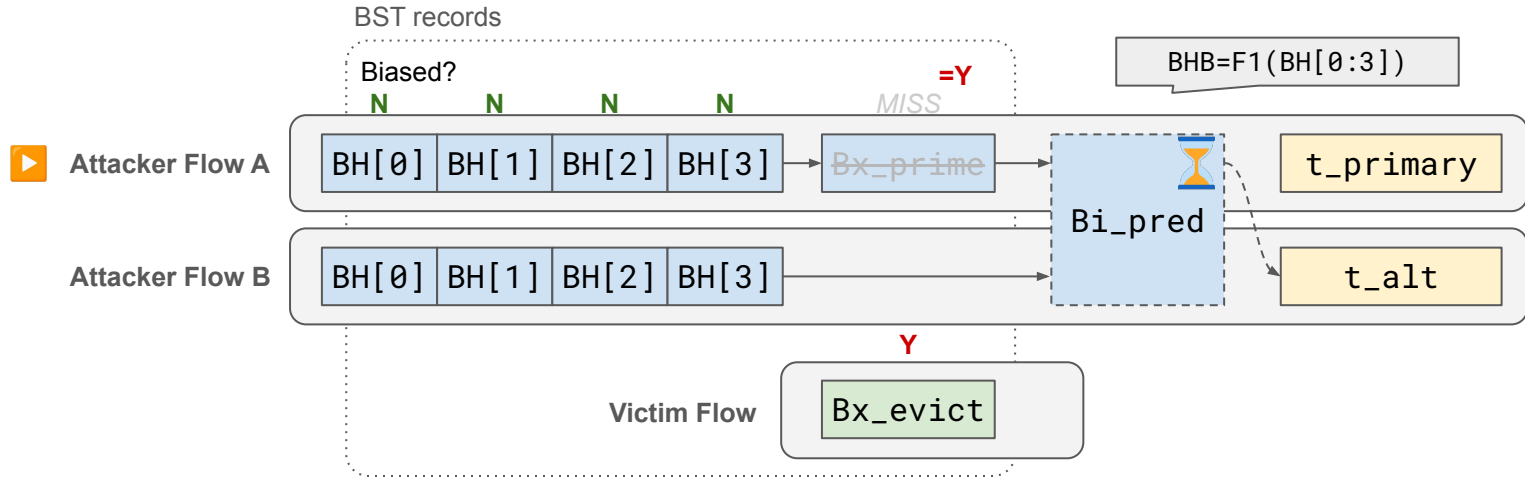 BST records
Biased?
=Y
BHB=F1(BH[0:3])
N N N N MISS
Attacker Flow A BH[0] BH[1] BH[2] BH[3] Bx_prime t_primary
Bi_pred
Attacker Flow B BH[0] BH[1] BH[2] BH[3] t_alt
Y
Victim Flow Bx_evict